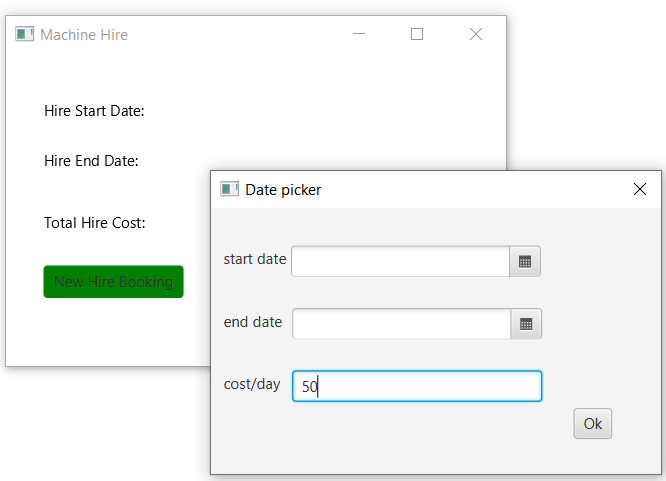 Machine Hire
Hire Start Date:
Hire End Date:
Total Hire Cost:
New Hire Booking
Date picker
start date
end date
cost/day 50
Ok